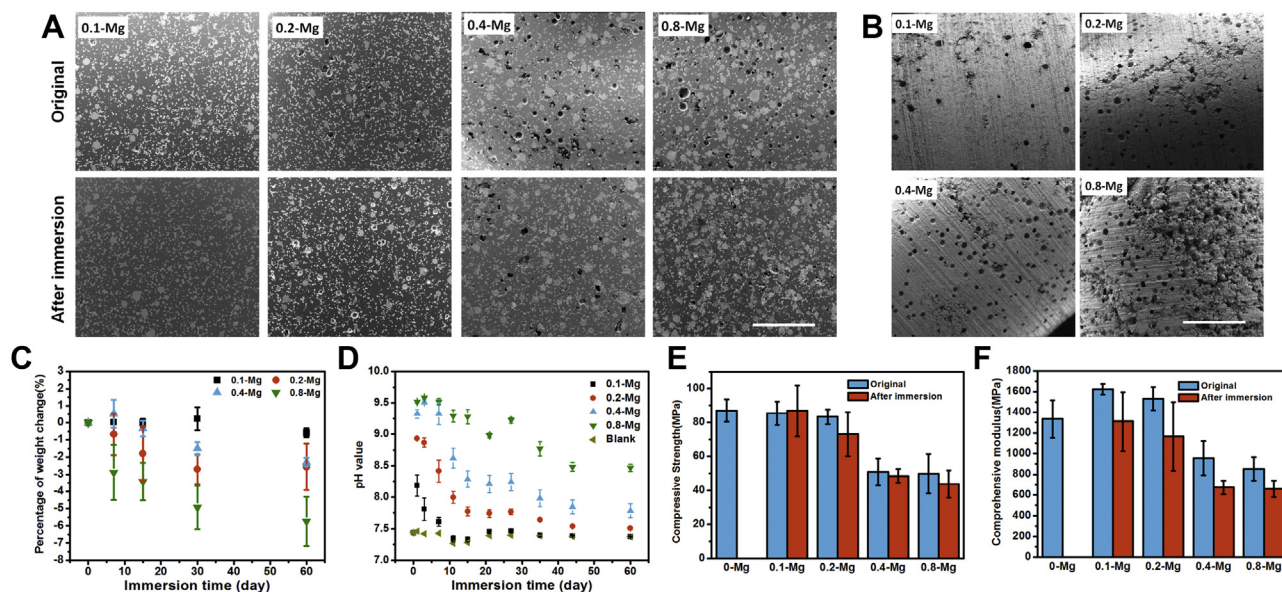 A
0.1-Mg
0.2-Mg
0.4-Mg
0.8-Mg
Original
After immersion
B
0.1-Mg
0.2-Mg
0.4-Mg
0.8-Mg
C
Percentage of weight change(%)
4
3
2
1
0
-1
-2
-3
-4
-5
-6
-7
-8
0.1-Mg 0.2-Mg
0.4-Mg 0.8-Mg
0 10 20 30 40 50 60
Immersion time (day)
D
pH value
10.0
9.5
9.0
8.5
8.0
7.5
7.0
0.1-Mg
0.2-Mg
0.4-Mg
0.8-Mg
Blank
0 5 10 15 20 25 30 35 40 45 50 55 60 65
Immersion time (day)
E
Compressive Strength(MPa)
100
80
60
40
20
0
Original
After immersion
0-Mg 0.1-Mg 0.2-Mg 0.4-Mg 0.8-Mg
F
Comprehensive modulus(MPa)
1800
1600
1400
1200
1000
800
600
400
200
0
Original
After immersion
0-Mg 0.1-Mg 0.2-Mg 0.4-Mg 0.8-Mg